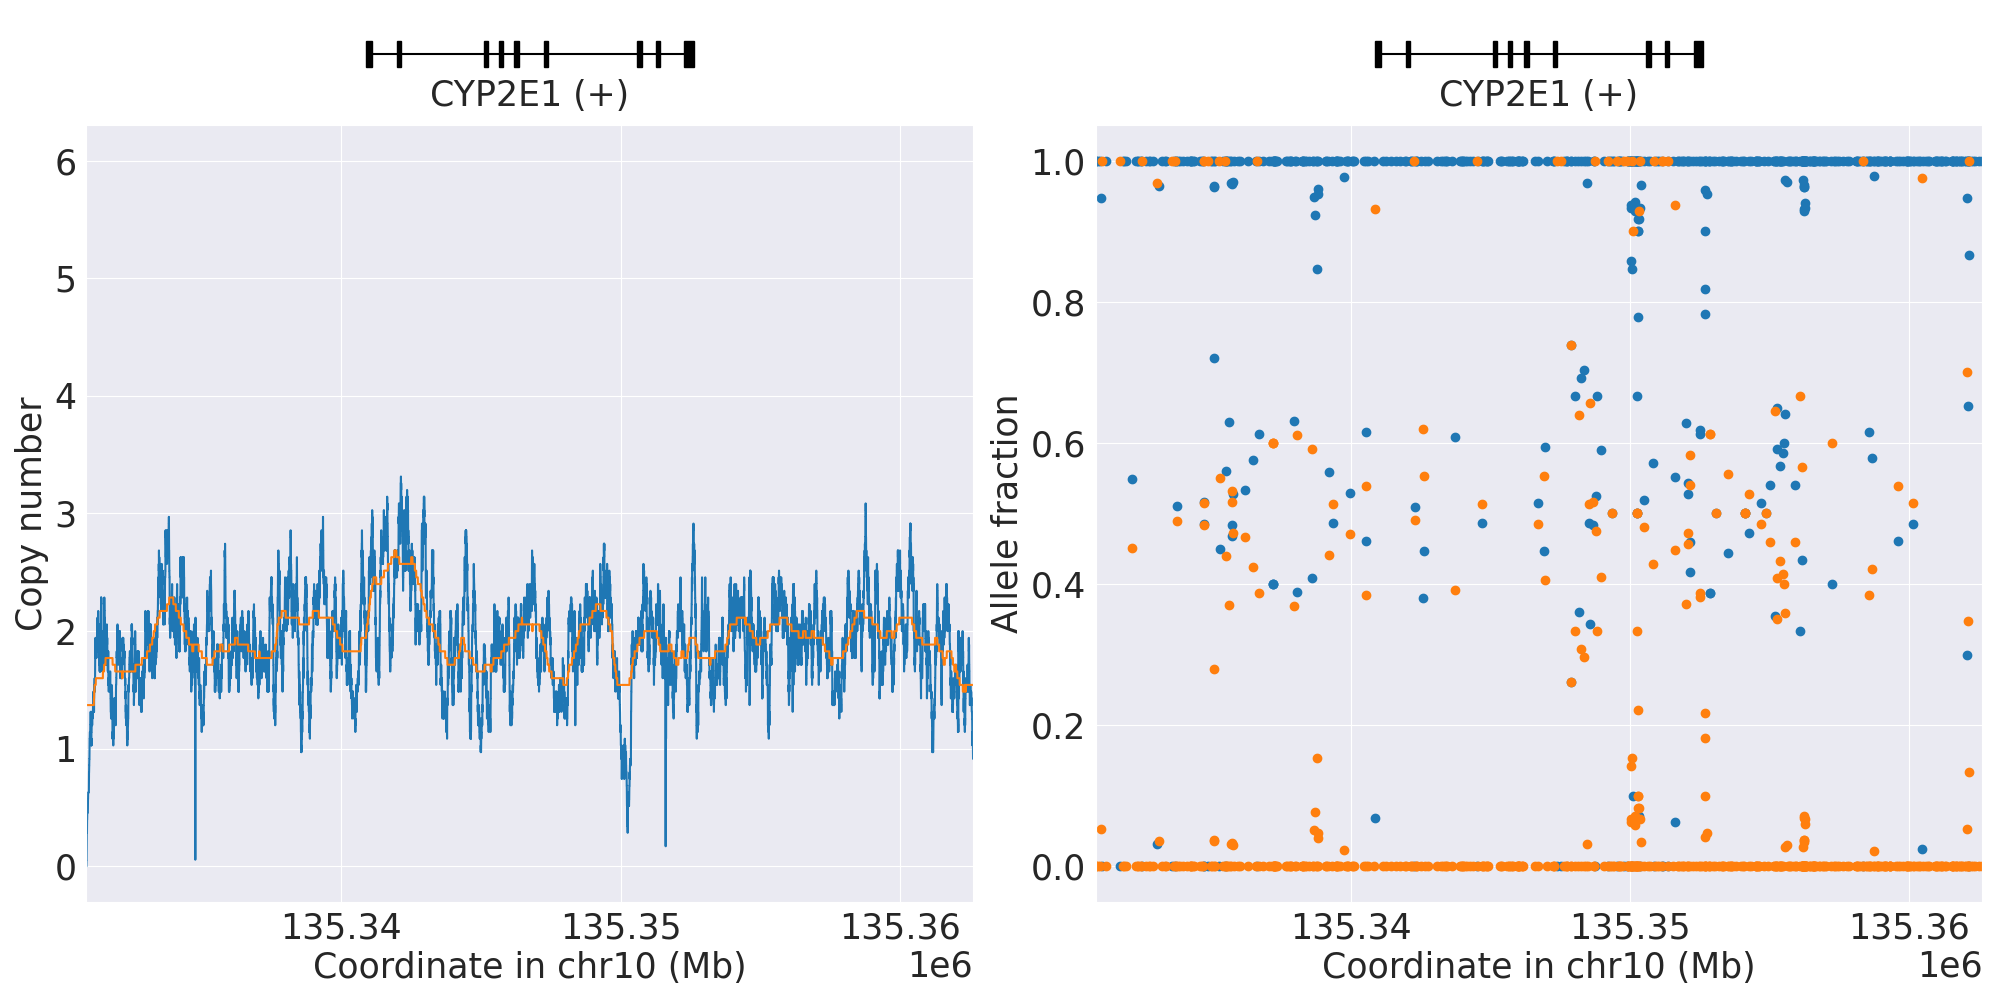 CYP2E1 (+)
6
5
4
3
2
1
0
Copy number
135.34 135.35 135.36
Coordinate in chr10 (Mb) 1e6
CYP2E1 (+)
1.0
0.8
0.6
0.4
0.2
0.0
Allele fraction
135.34 135.35 135.36
Coordinate in chr10 (Mb) 1e6